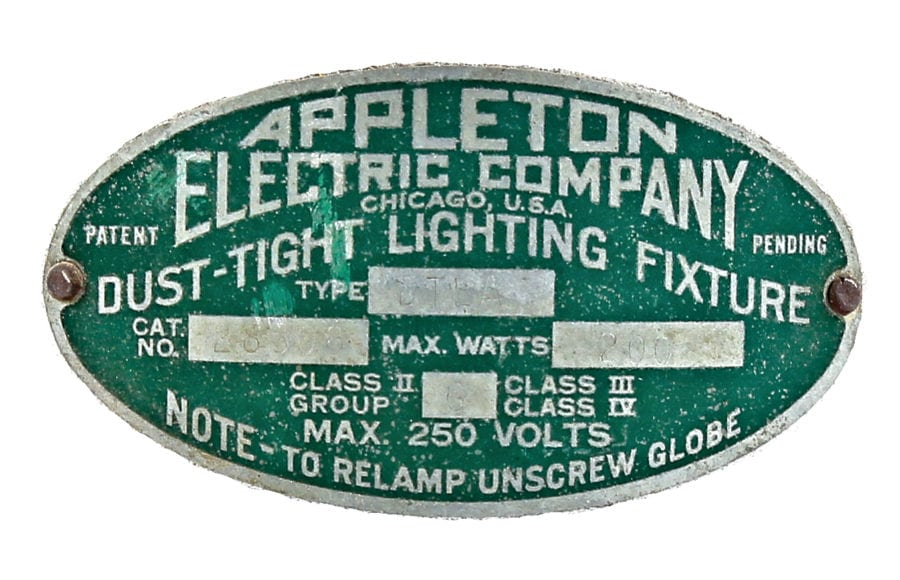 APPLETON
ELECTRIC COMPANY
CHICAGO, U.S.A.
PATENT PENDING
DUST-TIGHT LIGHTING FIXTURE
TYPE
CAT. NO. MAX. WATTS 200
CLASS II GROUP CLASS III CLASS IV
MAX. 250 VOLTS
NOTE-TO RELAMP UNSCREW GLOBE